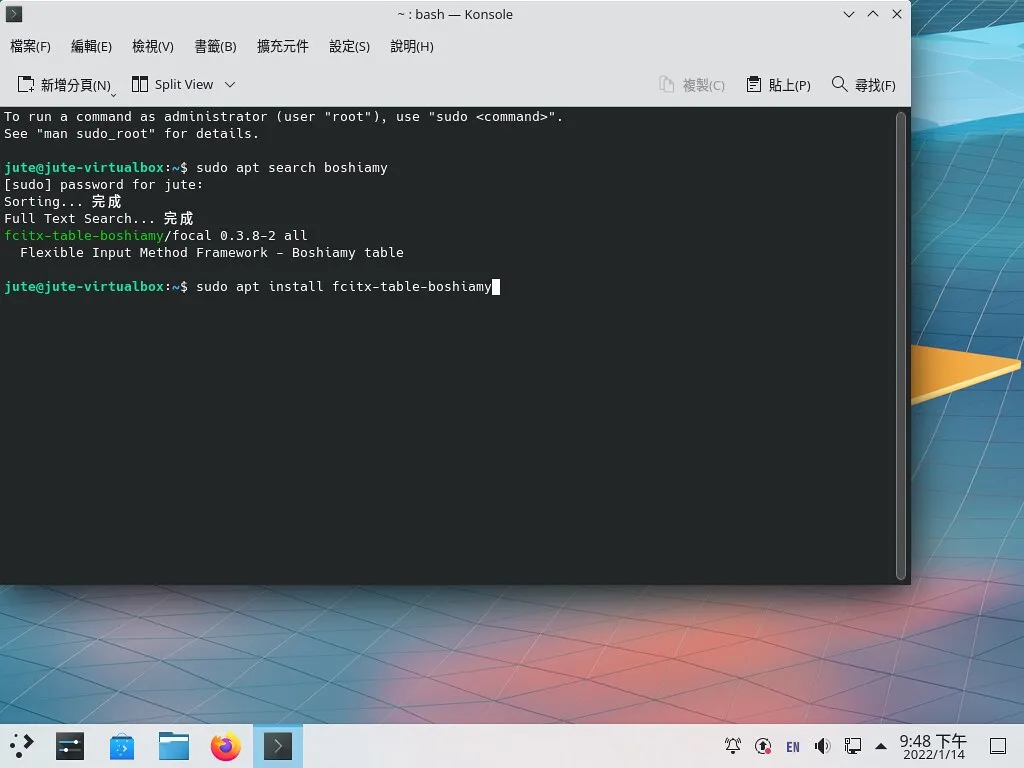 ~ : bash — Konsole
檔案(F) 編輯(E) 檢視(V) 書籤(B) 擴充元件 設定(S) 說明(H)
新增分頁(N) Split View 複製(C) 貼上(P) 尋找(F)
To run a command as administrator (user "root"), use "sudo <command>".
See "man sudo_root" for details.
jute@jute-virtualbox:~$ sudo apt search boshiamy
[sudo] password for jute:
Sorting... 完成
Full Text Search... 完成
fcitx-table-boshiamy/focal 0.3.8-2 all
Flexible Input Method Framework - Boshiamy table
jute@jute-virtualbox:~$ sudo apt install fcitx-table-boshiamy
EN
9:48 下午
2022/1/14